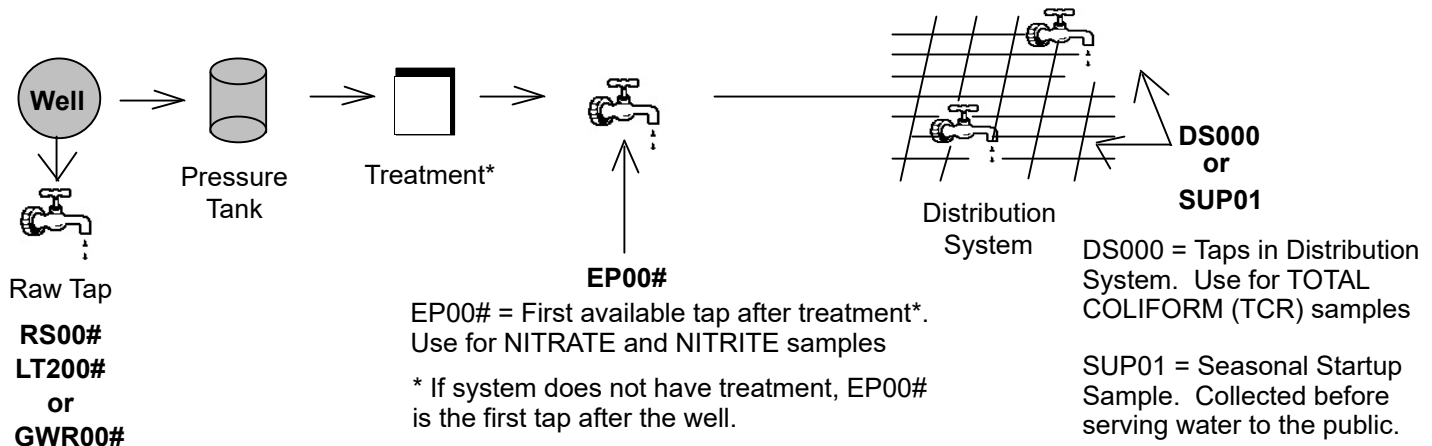 Well
Pressure
Tank
Treatment*
Raw Tap
RS00#
LT200#
or
GWR00#
EP00#
EP00# = First available tap after treatment*.
Use for NITRATE and NITRITE samples
* If system does not have treatment, EP00#
is the first tap after the well.
Distribution
System
DS000
or
SUP01
DS000 = Taps in Distribution
System. Use for TOTAL
COLIFORM (TCR) samples
SUP01 = Seasonal Startup
Sample. Collected before
serving water to the public.